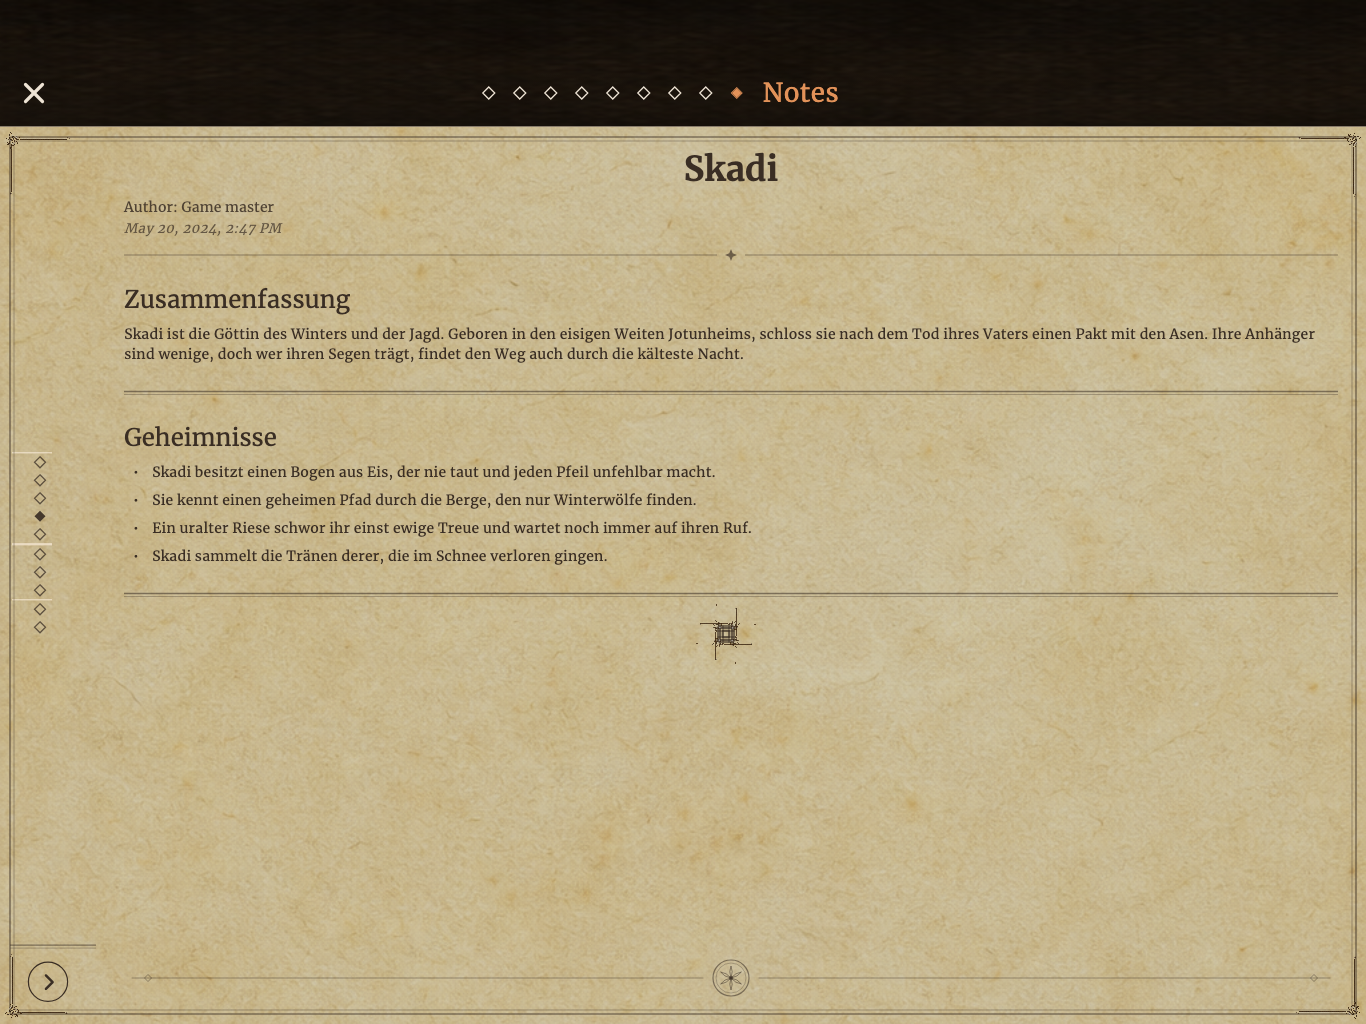 Notes
Skadi
Author: Game master
May 20, 2024, 2:47 PM
Zusammenfassung
Skadi ist die Göttin des Winters und der Jagd. Geboren in den eisigen Weiten Jotunheims, schloss sie nach dem Tod ihres Vaters einen Pakt mit den Asen. Ihre Anhänger
sind wenige, doch wer ihren Segen trägt, findet den Weg auch durch die kälteste Nacht.
Geheimnisse
· Skadi besitzt einen Bogen aus Eis, der nie taut und jeden Pfeil unfehlbar macht.
· Sie kennt einen geheimen Pfad durch die Berge, den nur Winterwölfe finden.
· Ein uralter Riese schwor ihr einst ewige Treue und wartet noch immer auf ihren Ruf.
· Skadi sammelt die Tränen derer, die im Schnee verloren gingen.